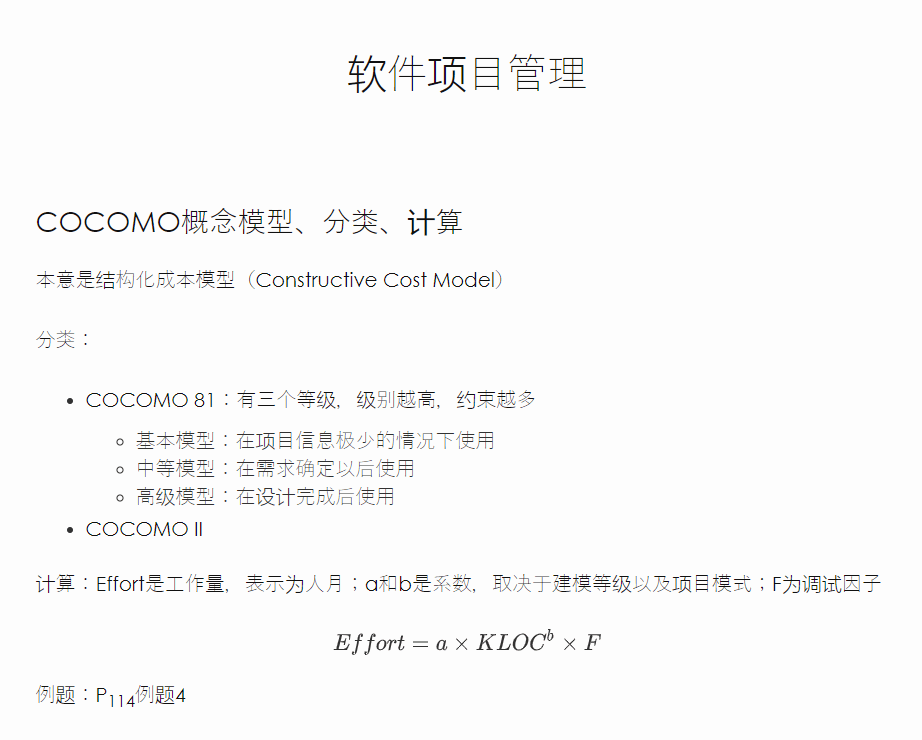 软件项目管理
COCOMO概念模型、分类、计算
本意是结构化成本模型（Constructive Cost Model）
分类：
COCOMO 81：有三个等级，级别越高，约束越多
基本模型：在项目信息极少的情况下使用
中等模型：在需求确定以后使用
高级模型：在设计完成后使用
COCOMO II
计算：Effort是工作量，表示为人月；a和b是系数，取决于建模等级以及项目模式；F为调试因子
Effort = a × KLOC^b × F
例题：P₁₁₄例题4